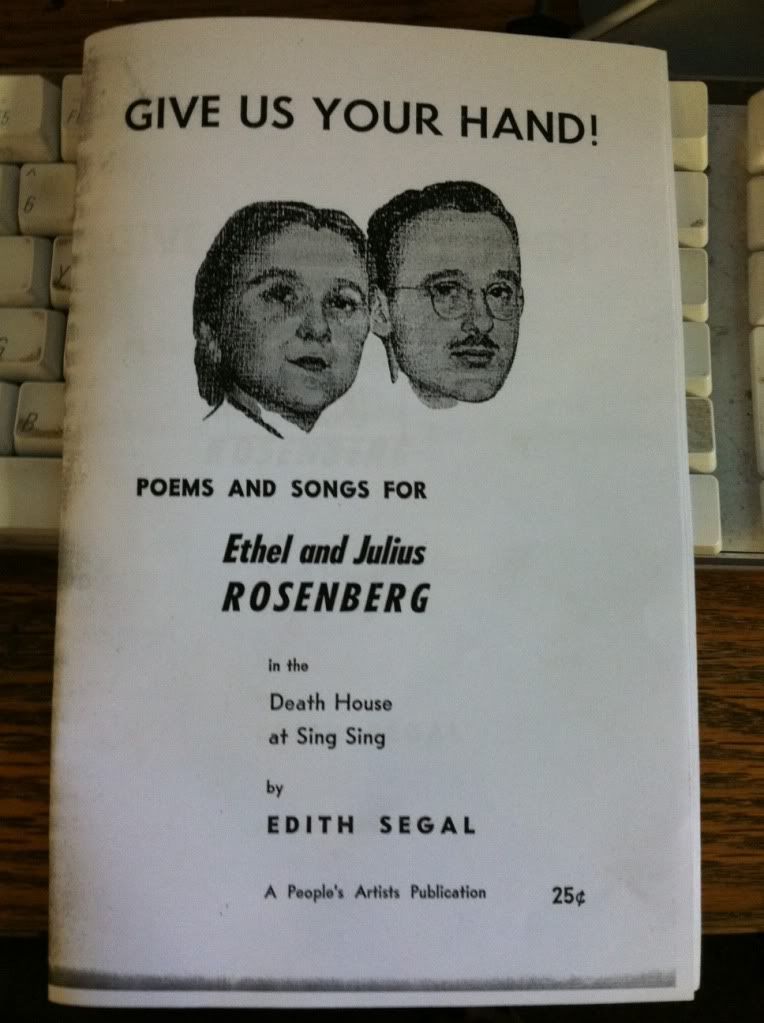 GIVE US YOUR HAND!
POEMS AND SONGS FOR
Ethel and Julius
ROSENBERG
in the
Death House
at Sing Sing
by
EDITH SEGAL
A People's Artists Publication 25¢
^
6
G
B